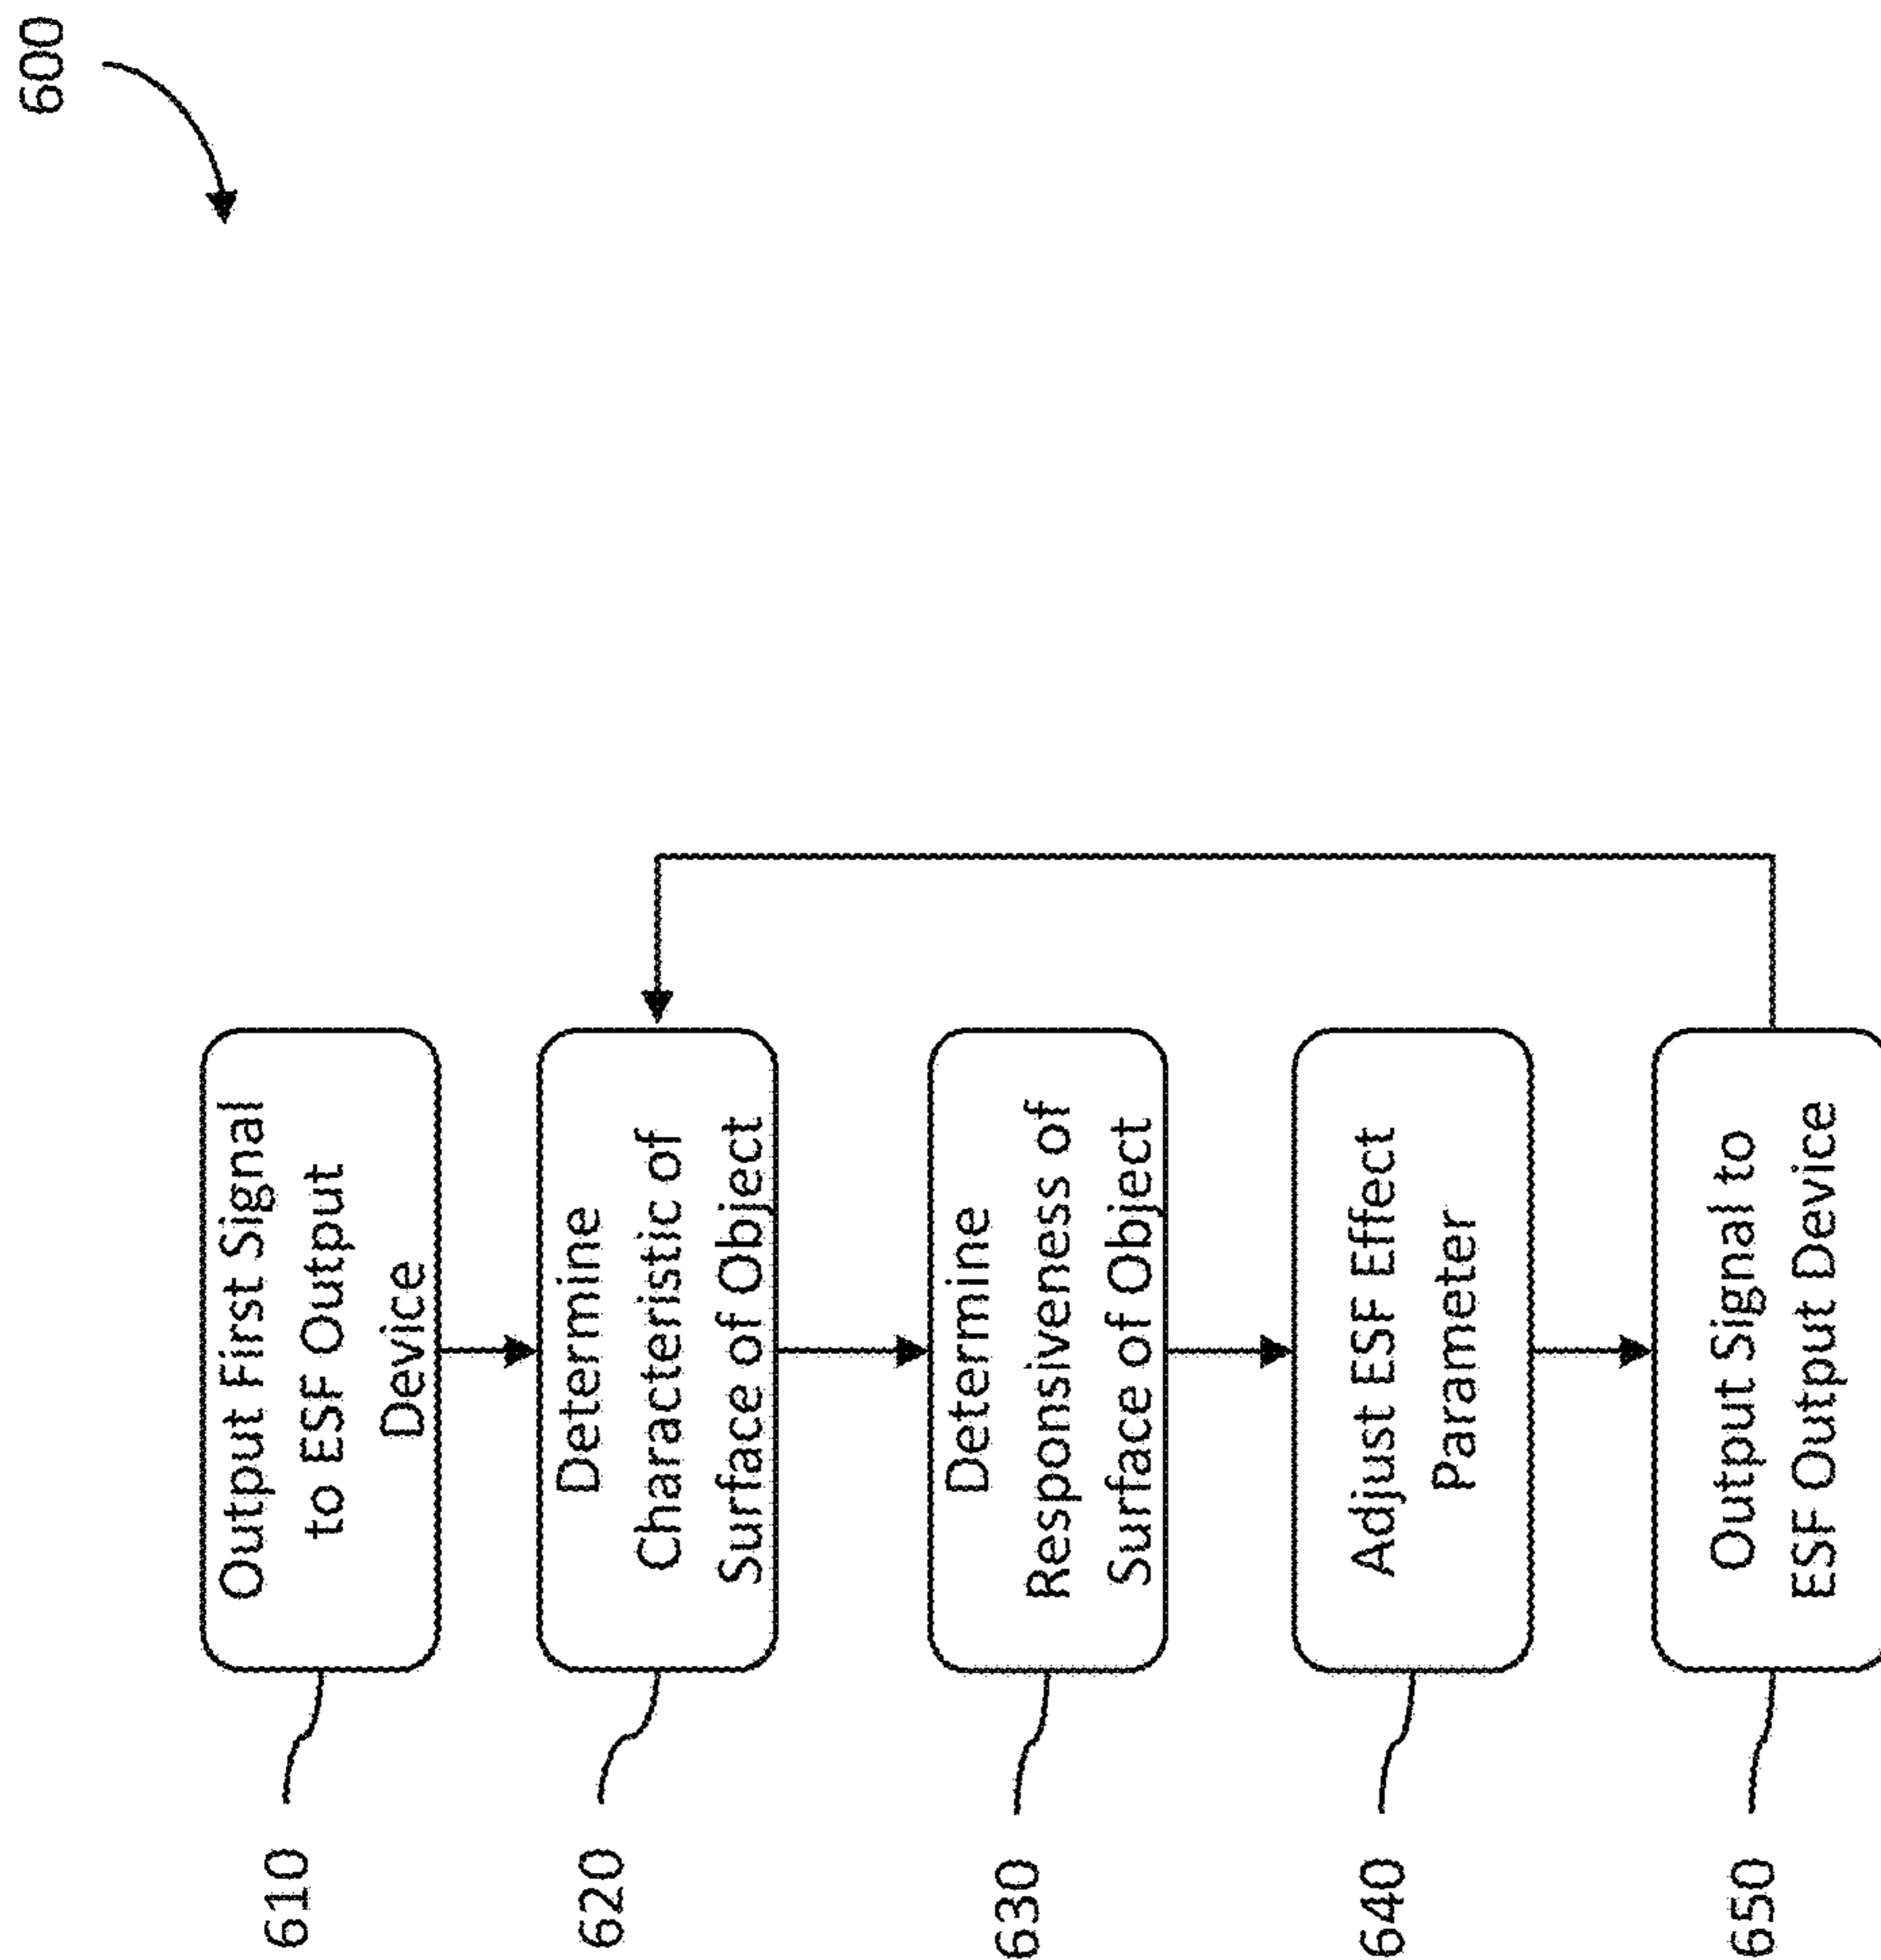 600
610
Output First Signal
to ESF Output
Device
620
Determine
Characteristic of
Surface of Object
630
Determine
Responsiveness of
Surface of Object
640
Adjust ESF Effect
Parameter
650
Output Signal to
ESF Output Device